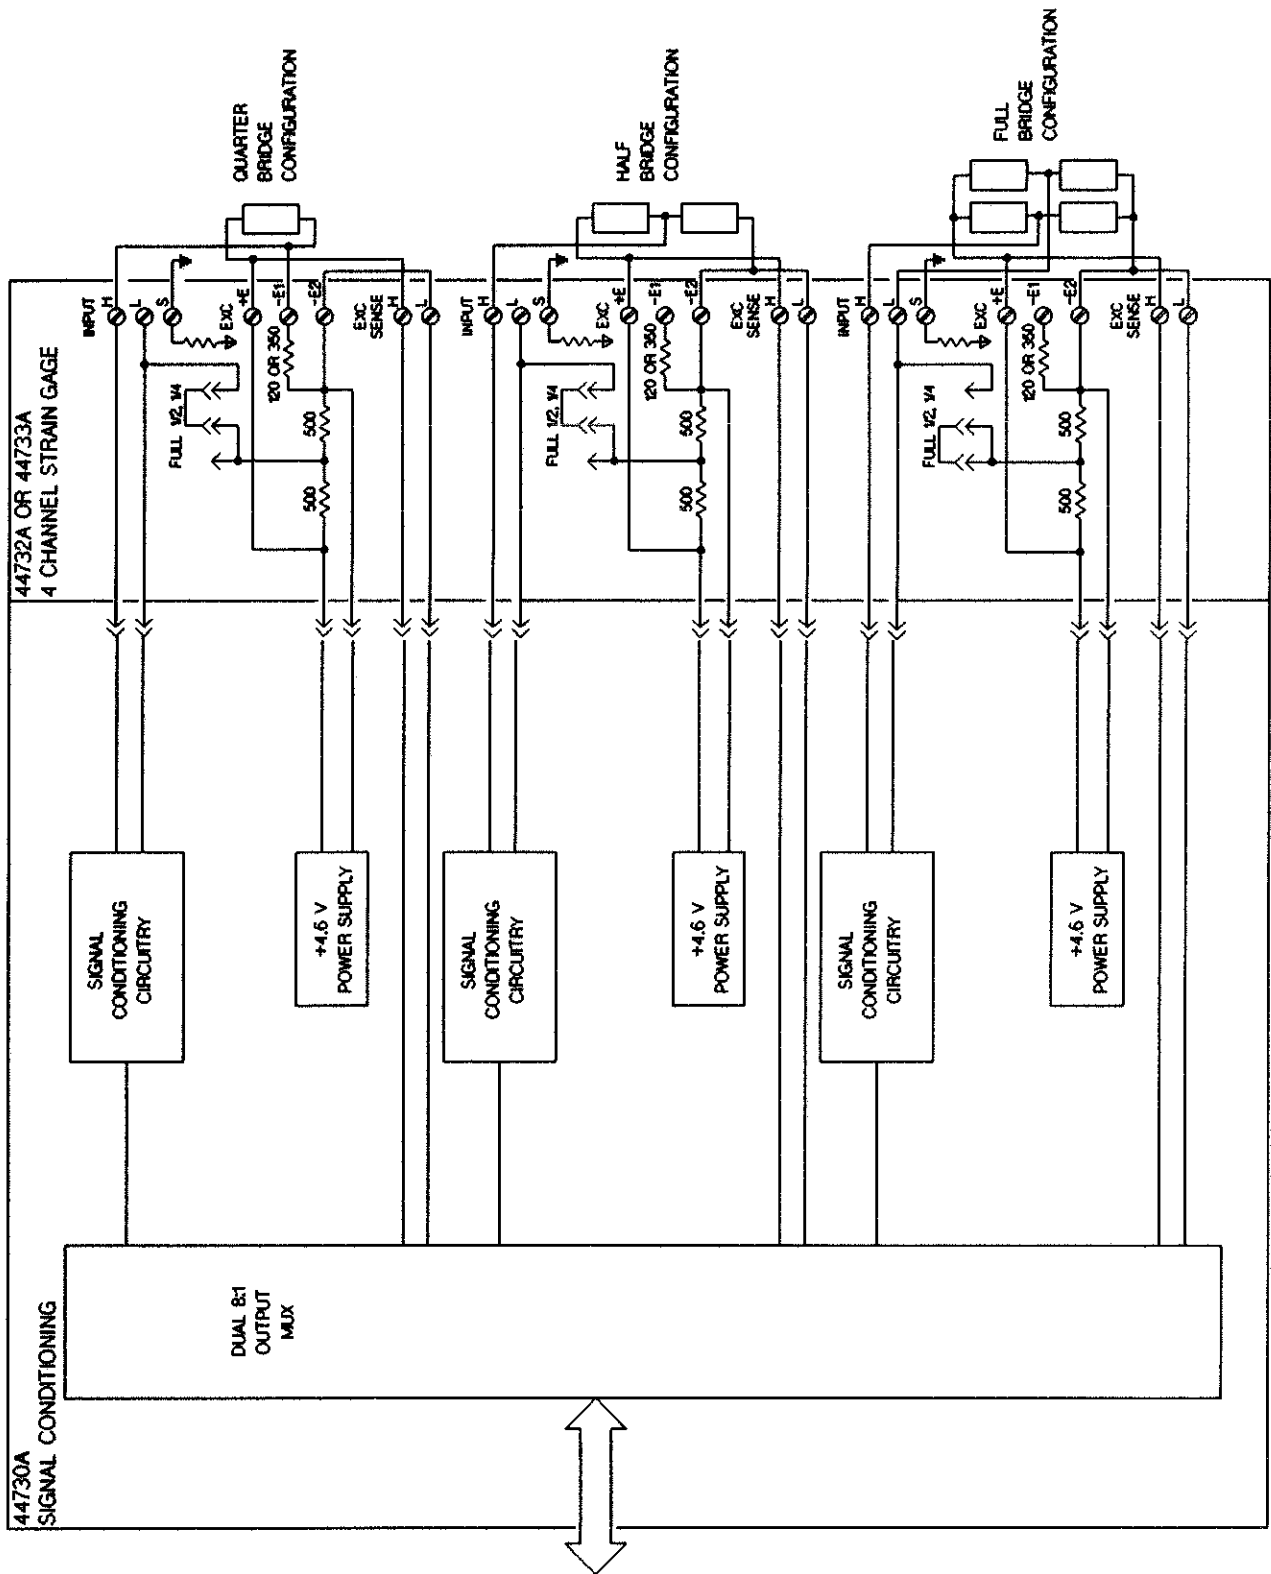 44730A
SIGNAL CONDITIONING
DUAL 8:1
OUTPUT
MUX
44732A OR 44733A
4 CHANNEL STRAIN GAGE
SIGNAL
CONDITIONING
CIRCUITRY
+4.6 V
POWER SUPPLY
INPUT
H
L
S
FULL 1/2, 1/4
EXC
+E
-E1
-E2
120 OR 350
500
500
EXC
SENSE
H
L
QUARTER
BRIDGE
CONFIGURATION
SIGNAL
CONDITIONING
CIRCUITRY
+4.6 V
POWER SUPPLY
INPUT
H
L
S
FULL 1/2, 1/4
EXC
+E
-E1
-E2
120 OR 350
500
500
EXC
SENSE
H
L
HALF
BRIDGE
CONFIGURATION
SIGNAL
CONDITIONING
CIRCUITRY
+4.6 V
POWER SUPPLY
INPUT
H
L
S
FULL 1/2, 1/4
EXC
+E
-E1
-E2
120 OR 350
500
500
EXC
SENSE
H
L
FULL
BRIDGE
CONFIGURATION